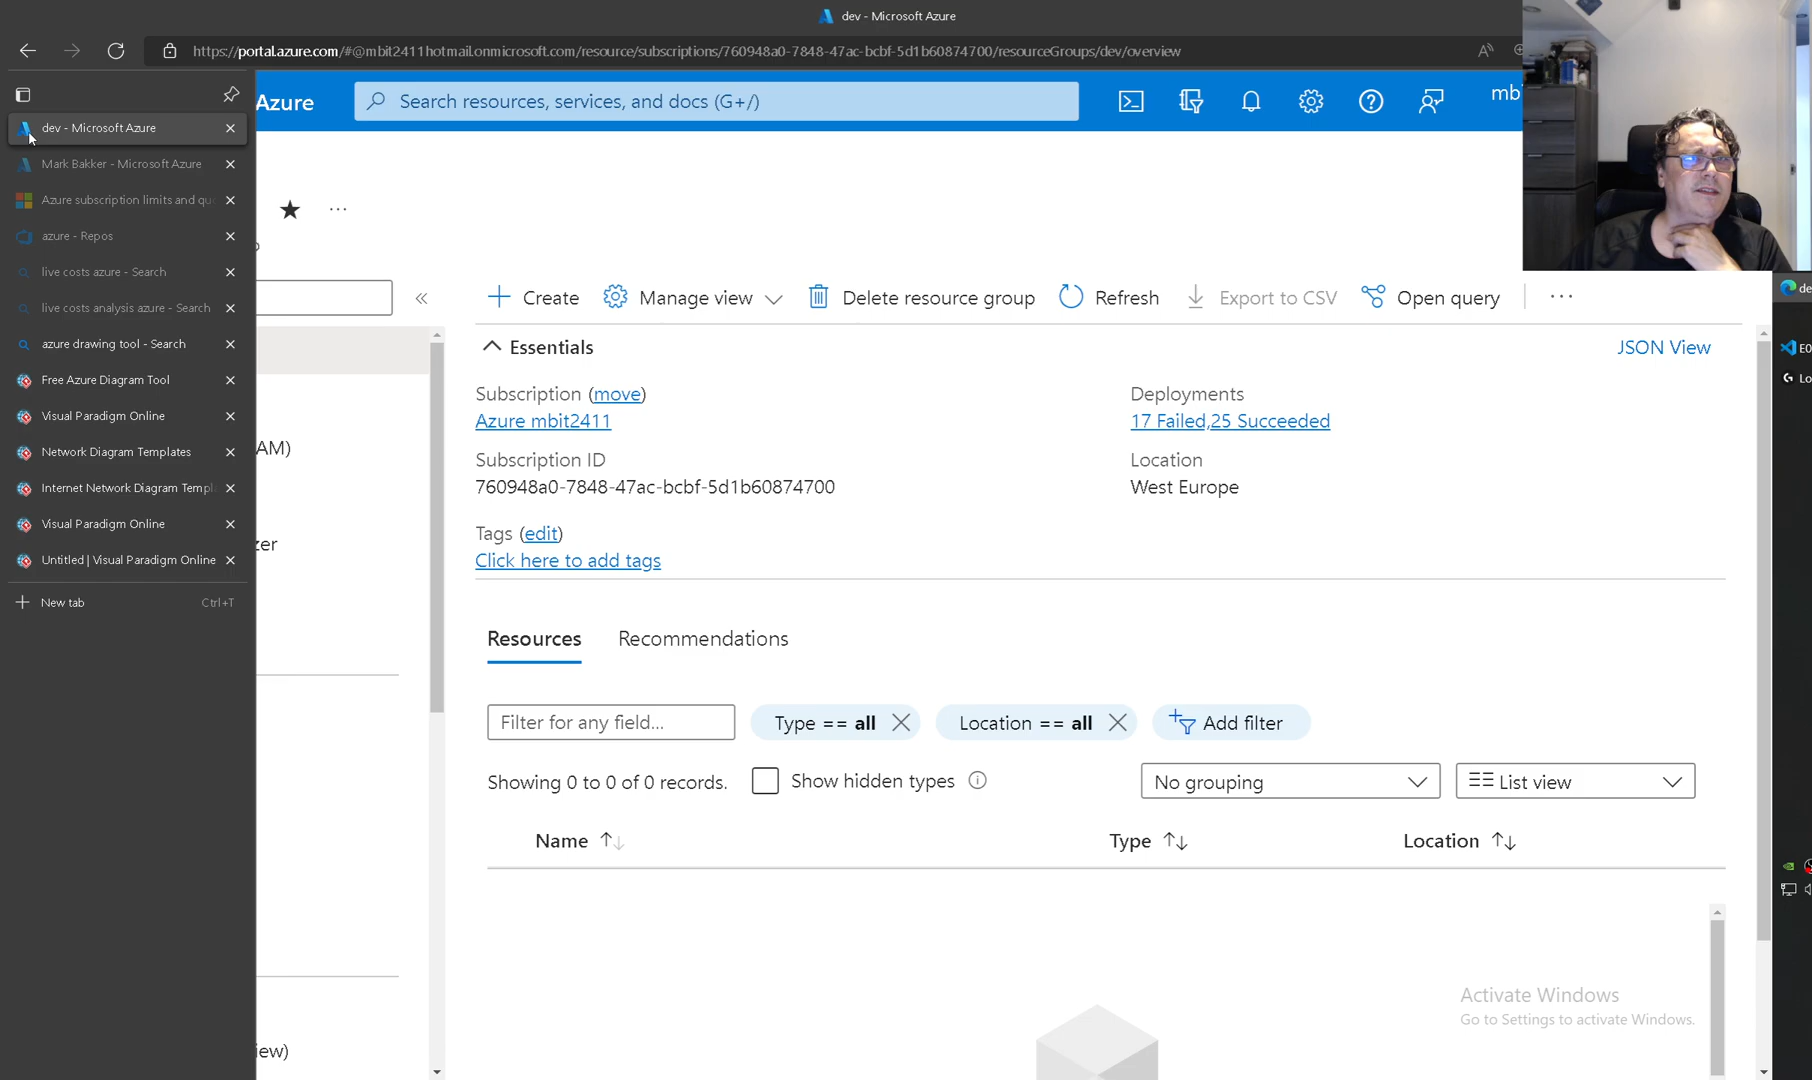 dev - Microsoft Azure
https://portal.azure.com/#@mbit2411hotmail.onmicrosoft.com/resource/subscriptions/760948a0-7848-47ac-bcbf-5d1b60874700/resourceGroups/dev/overview
Azure
Search resources, services, and docs (G+/)
dev - Microsoft Azure
Mark Bakker - Microsoft Azure
Azure subscription limits and qu
azure - Repos
live costs azure - Search
live costs analysis azure - Search
azure drawing tool - Search
Free Azure Diagram Tool
Visual Paradigm Online
Network Diagram Templates
Internet Network Diagram Templ
Visual Paradigm Online
Untitled | Visual Paradigm Online
New tab Ctrl+T
AM)
zer
iew)
Create Manage view Delete resource group Refresh Export to CSV Open query
Essentials JSON View
Subscription (move)
Azure mbit2411
Deployments
17 Failed,25 Succeeded
Subscription ID
760948a0-7848-47ac-bcbf-5d1b60874700
Location
West Europe
Tags (edit)
Click here to add tags
Resources Recommendations
Filter for any field... Type == all Location == all Add filter
Showing 0 to 0 of 0 records. Show hidden types No grouping List view
Name Type Location
Activate Windows
Go to Settings to activate Windows.